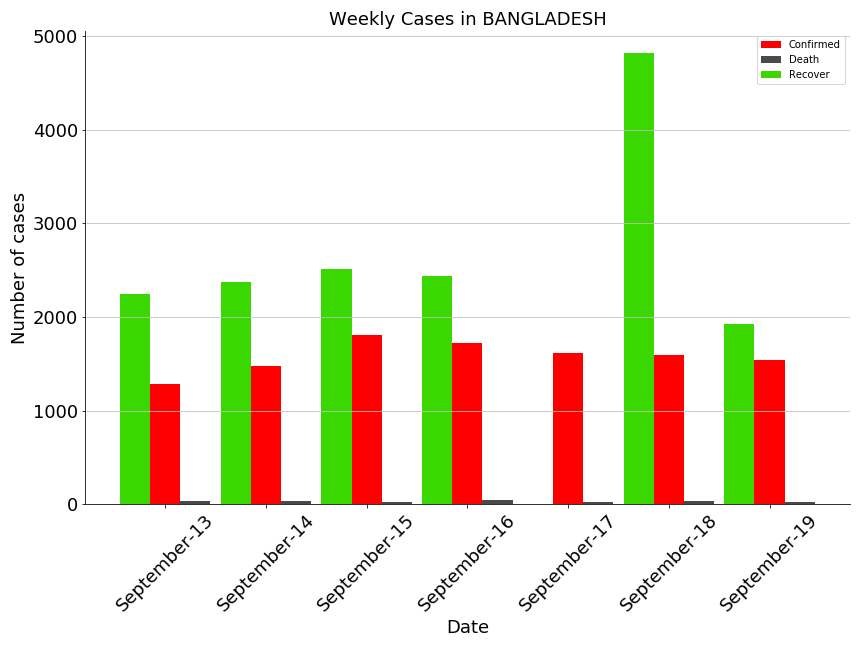 Weekly Cases in BANGLADESH
Confirmed
Death
Recover
Number of cases
5000
4000
3000
2000
1000
0
September-13
September-14
September-15
September-16
September-17
September-18
September-19
Date